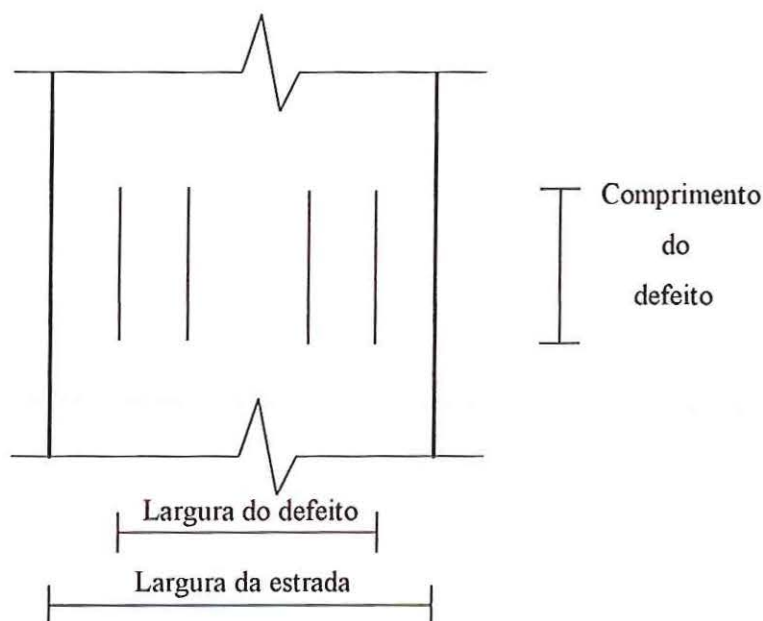 Comprimento
do
defeito
Largura do defeito
Largura da estrada